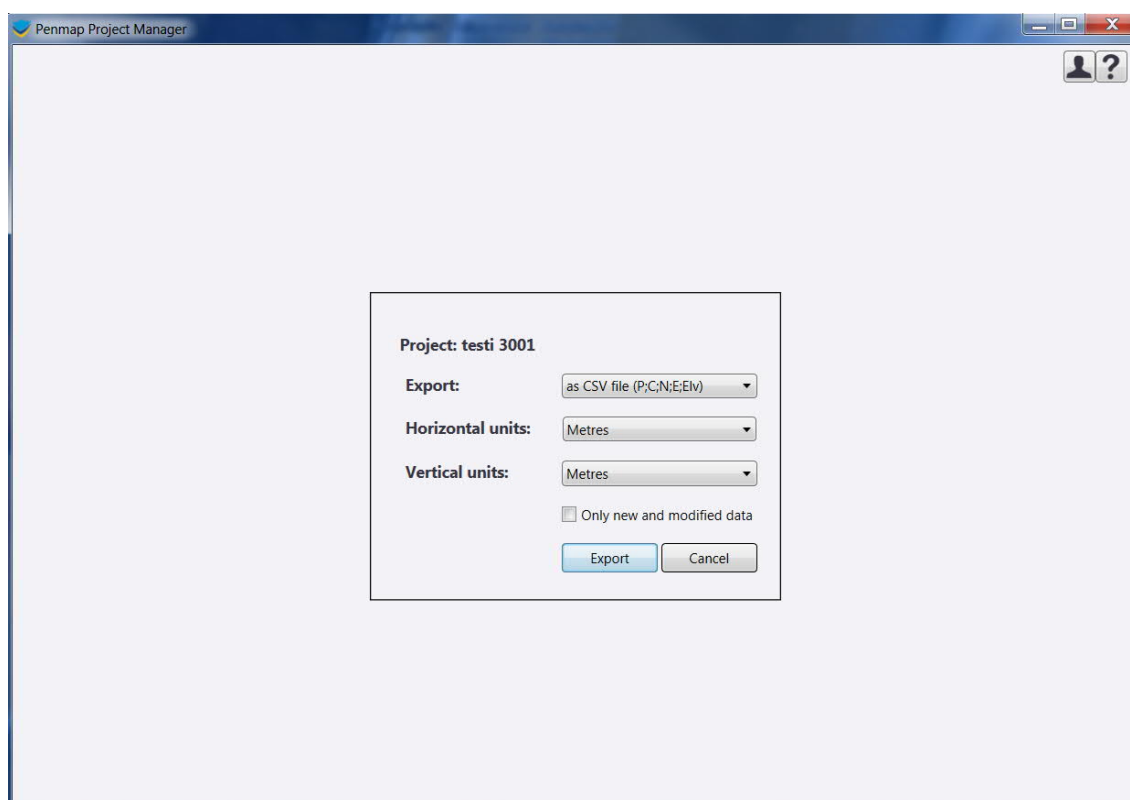 Penmap Project Manager
Project: testi 3001
Export: as CSV file (P;C;N;E;Elv)
Horizontal units: Metres
Vertical units: Metres
Only new and modified data
Export Cancel